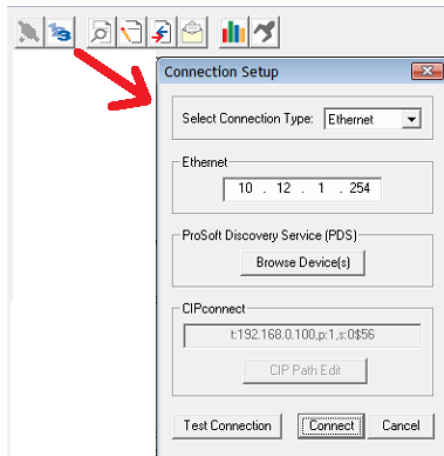 Connection Setup
Select Connection Type: Ethernet
Ethernet
10 . 12 . 1 . 254
ProSoft Discovery Service (PDS)
Browse Device(s)
CIPconnect
t:192.168.0.100,p:1,s:0$56
CIP Path Edit
Test Connection Connect Cancel